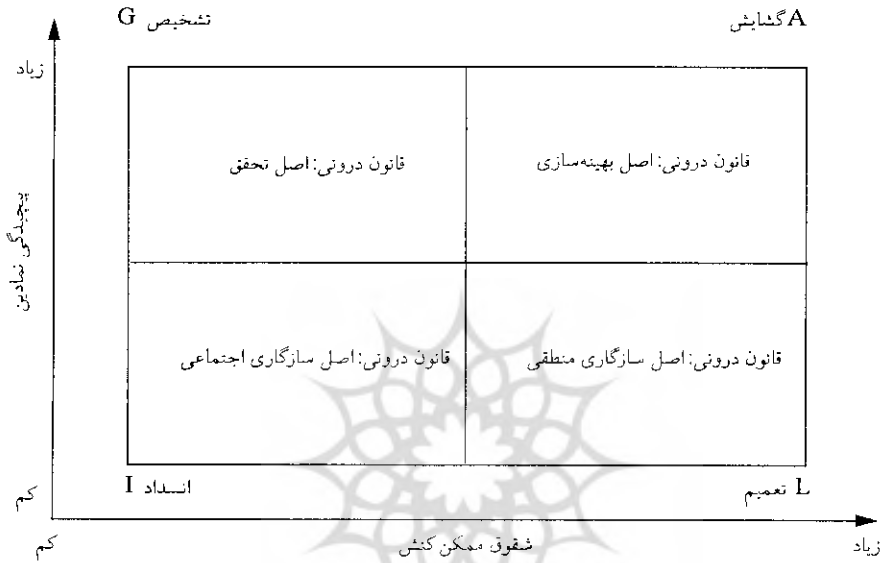 A گشایش
G تشخیص
زیاد
قانون درونی: اصل بهینه‌سازی
قانون درونی: اصل تحقق
پیچیدگی نمادین
قانون درونی: اصل سازگاری منطقی
قانون درونی: اصل سازگاری اجتماعی
L تعمیم
I انسداد
کم
زیاد
شقوق ممکن کنش
کم